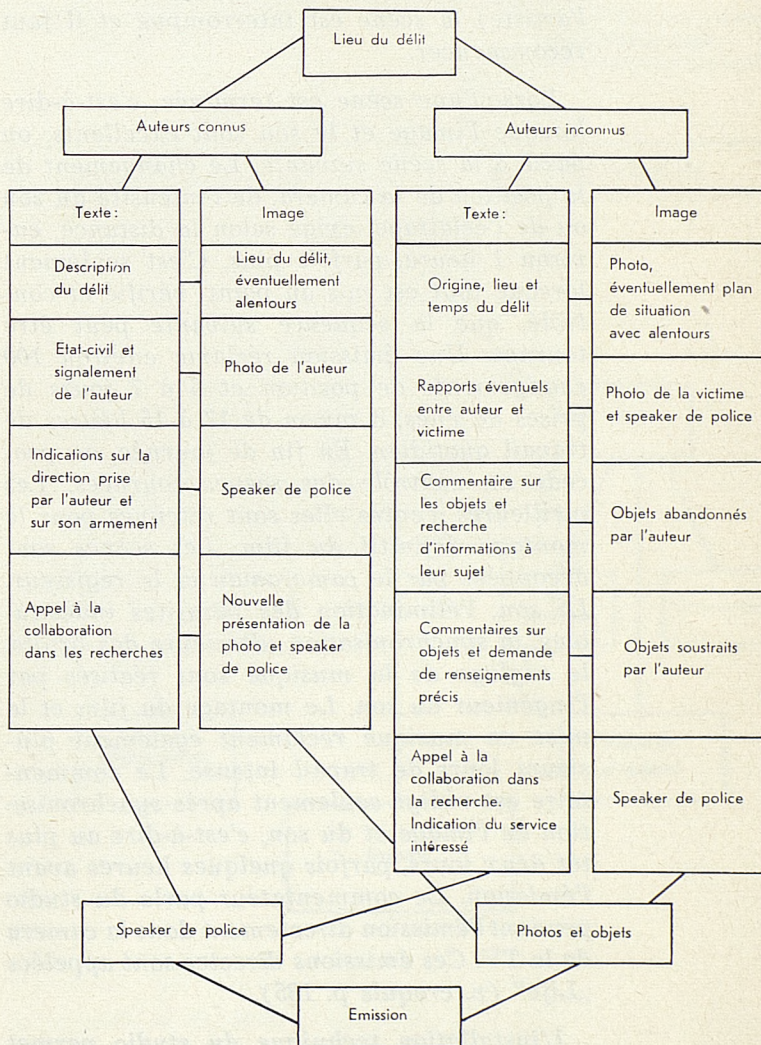 Lieu du délit
Auteurs connus
Auteurs inconnus
Texte:
Image
Description
du délit
Lieu du délit,
éventuellement
alentours
Etat-civil et
signalement
de l'auteur
Photo de l'auteur
Indications sur la
direction prise
par l'auteur et
sur son armement
Speaker de police
Appel à la
collaboration
dans les recherches
Nouvelle
présentation de la
photo et speaker
de police
Texte:
Image
Origine, lieu et
temps du délit
Photo,
éventuellement plan
de situation
avec alentours
Rapports éventuels
entre auteur et
victime
Photo de la victime
et speaker de police
Commentaire sur
les objets et
recherche
d'informations à
leur sujet
Objets abandonnés
par l'auteur
Commentaires sur
objets et demande
de renseignements
précis
Objets soustraits
par l'auteur
Appel à la
collaboration dans
la recherche.
Indication du service
intéressé
Speaker de police
Speaker de police
Photos et objets
Emission